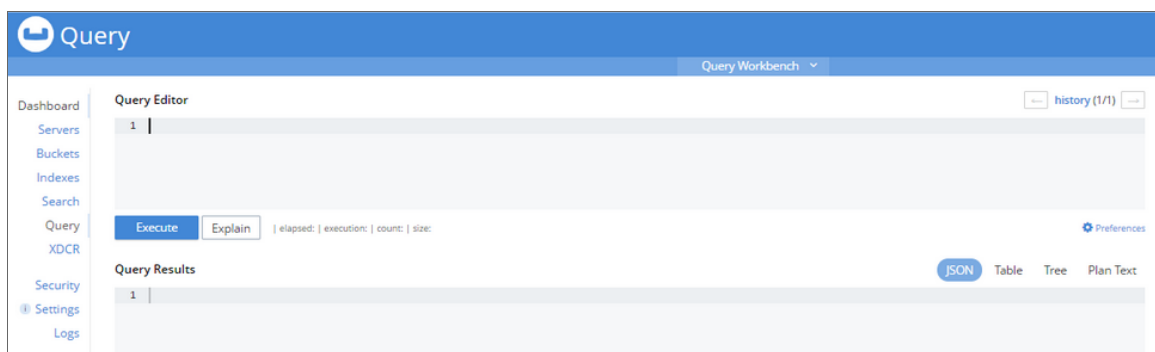 Query
Query Workbench
Dashboard
Servers
Buckets
Indexes
Search
Query
XDCR
Security
Settings
Logs
Query Editor
← history (1/1) →
1
Execute Explain | elapsed: | execution: | count: | size: Preferences
Query Results JSON Table Tree Plan Text
1